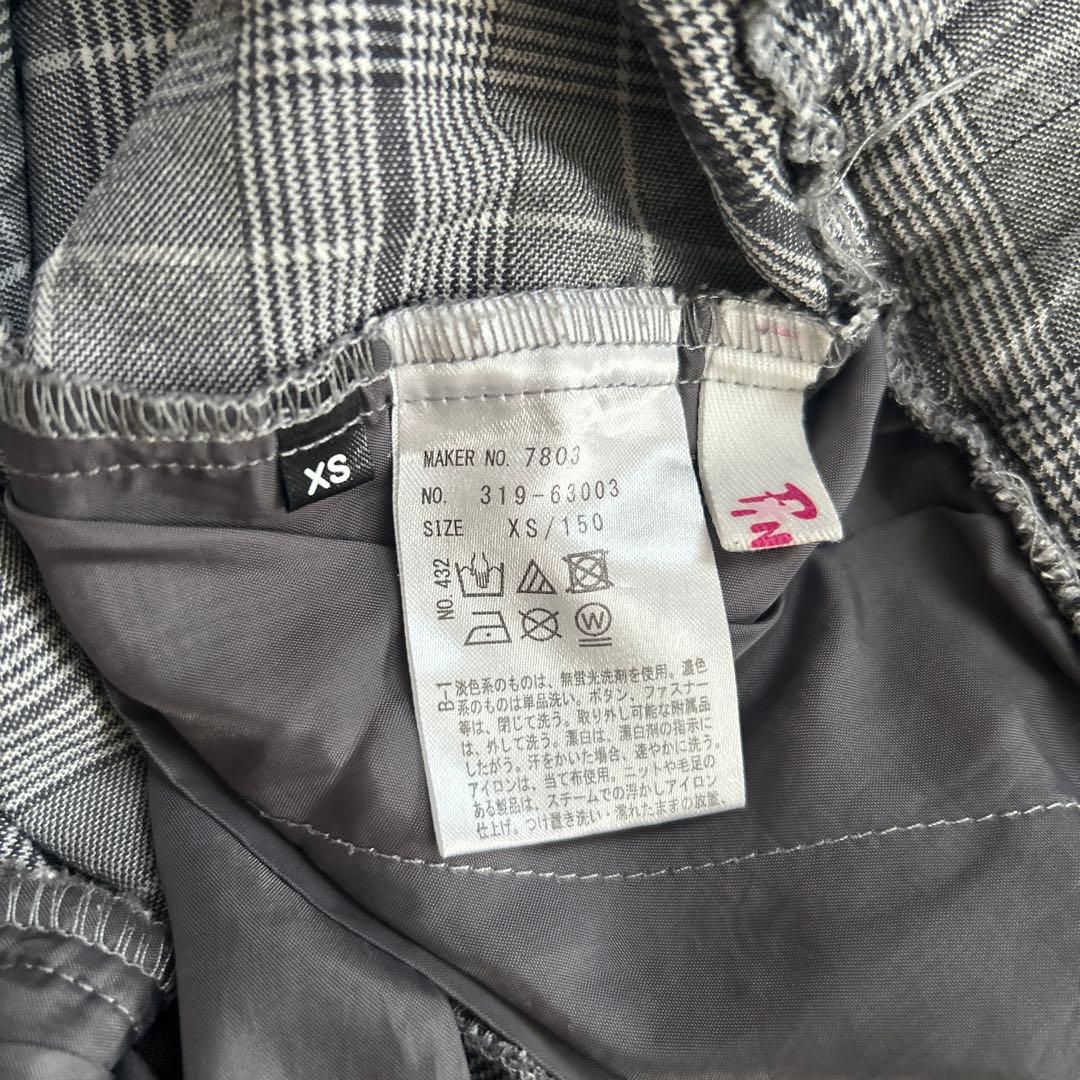 XS
MAKER NO. 7803
NO. 319-63003
SIZE XS/150
NO. 432
W
B-1
淡色系のものは、無蛍光洗剤を使用。濃色
系のものは単品洗い。ボタン、ファスナー
等は、閉じて洗う。取り外し可能な附属品
は、外して洗う。漂白は、漂白剤の指示に
したがう。汗をかいた場合、速やかに洗う。
アイロンは、当て布使用。ニットや毛足の
ある製品は、スチームでの浮かしアイロン
仕上げ。つけ置き洗い・濡れたままの放置、